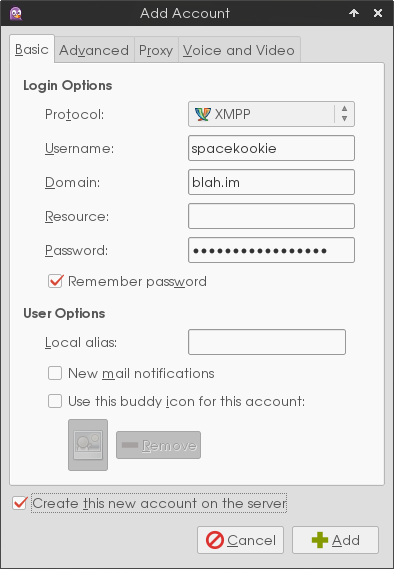 Add Account
Basic Advanced Proxy Voice and Video
Login Options
Protocol: XMPP
Username: spacekookie
Domain: blah.im
Resource:
Password: •••••••••••••••••
Remember password
User Options
Local alias:
New mail notifications
Use this buddy icon for this account:
Remove
Create this new account on the server
Cancel Add